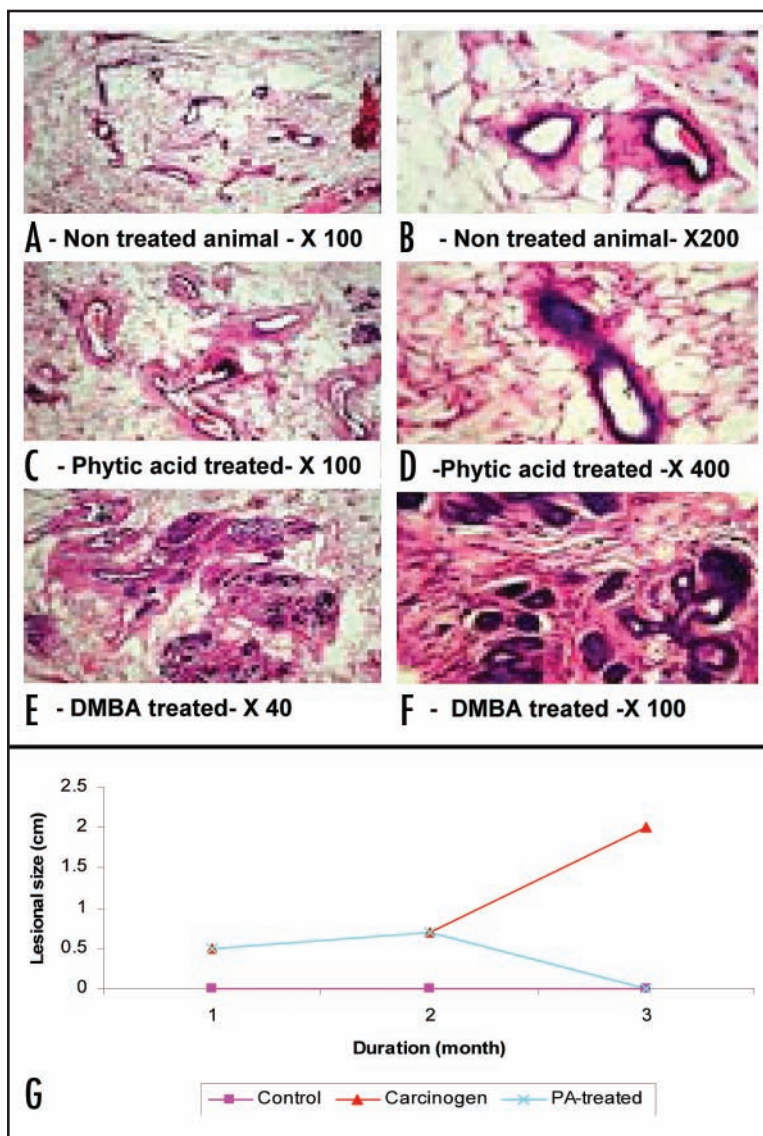 A - Non treated animal - X 100
B - Non treated animal- X200
C - Phytic acid treated- X 100
D -Phytic acid treated -X 400
E - DMBA treated- X 40
F - DMBA treated -X 100
2.5
2
1.5
1
0.5
0
Lesional size (cm)
1 2 3
Duration (month)
G
Control Carcinogen PA-treated